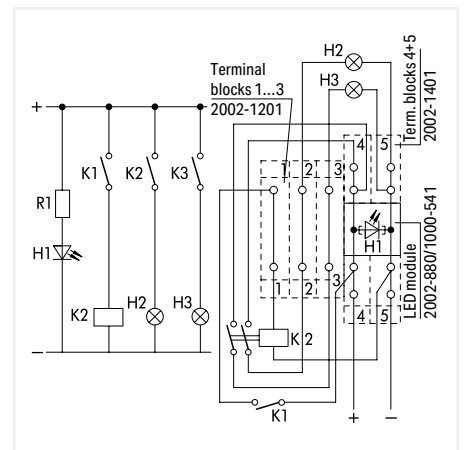 H2
H3
Terminal
blocks 1...3
2002-1201
Term. blocks 4+5
2002-1401
+
K1
K2
K3
4
5
1
2
3
R1
H1
H1
LED module
2002-880/1000-541
K2
H2
H3
1
2
3
K 2
4
5
–
K1
+
–